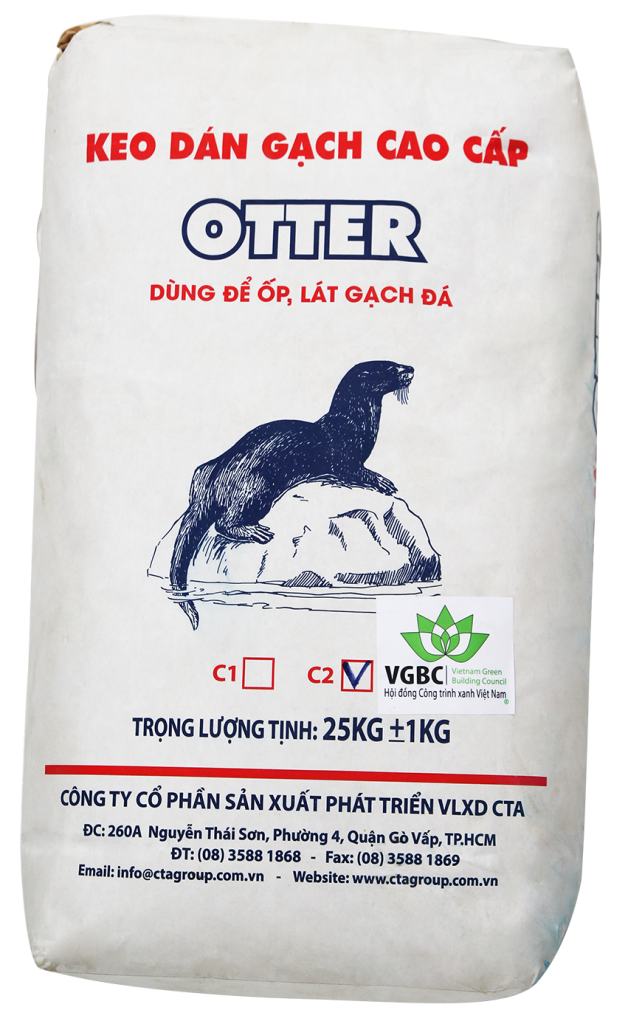 KEO DÁN GẠCH CAO CẤP
OTTER
DÙNG ĐỂ ỐP, LÁT GẠCH ĐÁ
C1 C2 V
VGBC Vietnam Green
Building Council
Hội đồng Công trình xanh Việt Nam
®
TRỌNG LƯỢNG TỊNH: 25KG ±1KG
CÔNG TY CỔ PHẦN SẢN XUẤT PHÁT TRIỂN VLXD CTA
ĐC: 260A Nguyễn Thái Sơn, Phường 4, Quận Gò Vấp, TP.HCM
ĐT: (08) 3588 1868 - Fax: (08) 3588 1869
Email: info@ctagroup.com.vn - Website: www.ctagroup.com.vn